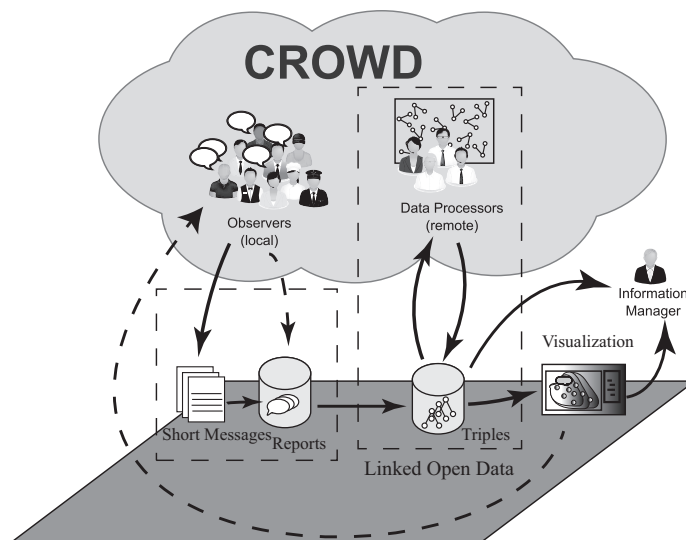 CROWD
Observers
(local)
Data Processors
(remote)
Information
Manager
Visualization
Short Messages
Reports
Triples
Linked Open Data